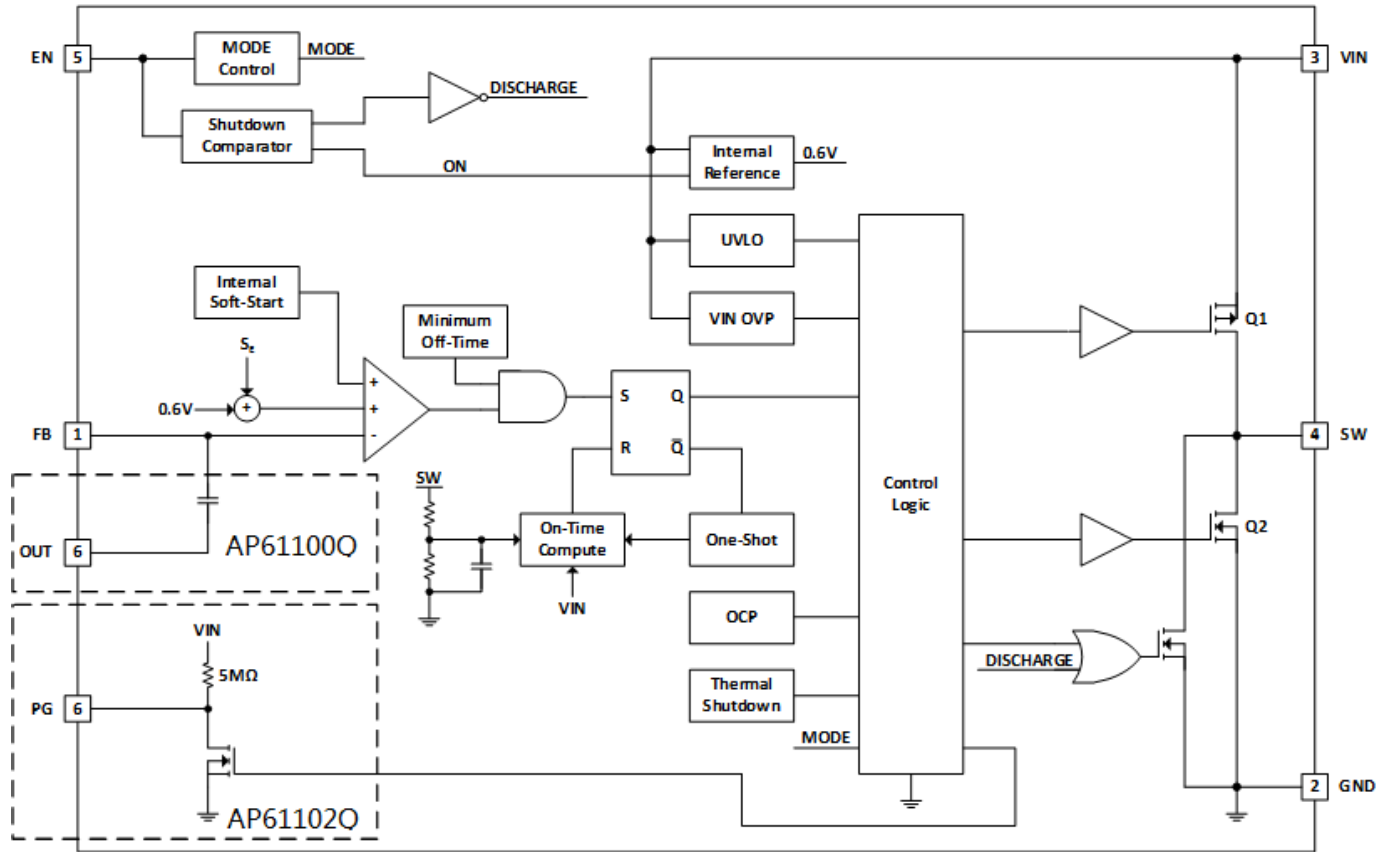 EN
5
MODE
Control
MODE
3
VIN
Shutdown
Comparator
DISCHARGE
ON
Internal
Reference
0.6V
UVLO
Internal
Soft-Start
Minimum
Off-Time
VIN OVP
Q1
Se
+
0.6V
+
+
-
S
Q
R
Q̅
FB
1
4
SW
SW
Control
Logic
OUT
6
AP61100Q
On-Time
Compute
One-Shot
Q2
VIN
OCP
VIN
5MΩ
DISCHARGE
PG
6
Thermal
Shutdown
MODE
2
GND
AP61102Q